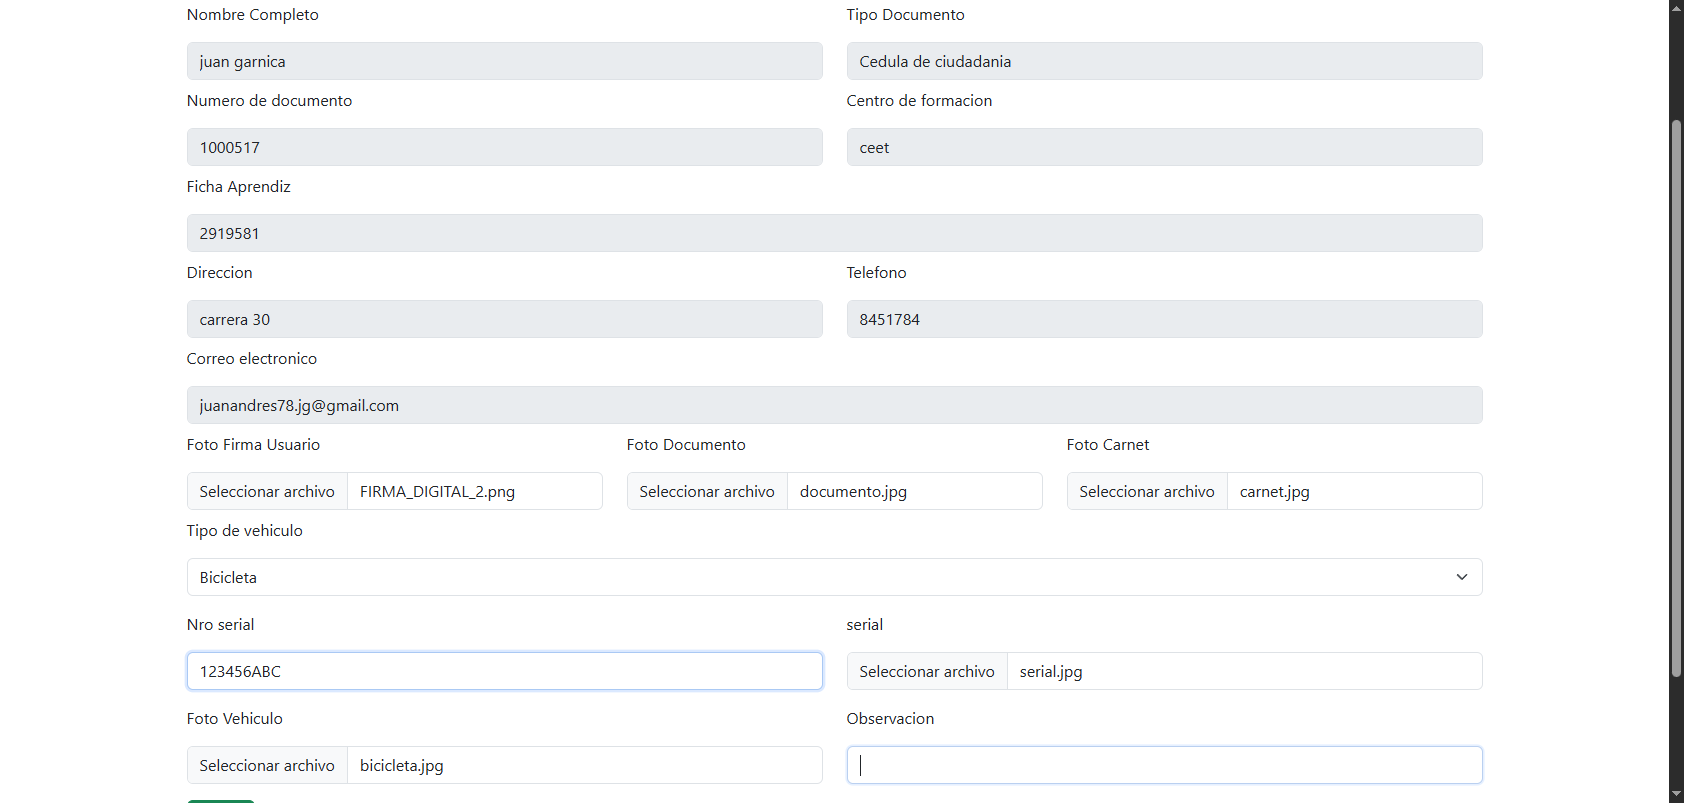 Nombre Completo Tipo Documento
juan garnica Cedula de ciudadania
Numero de documento Centro de formacion
1000517 ceet
Ficha Aprendiz
2919581
Direccion Telefono
carrera 30 8451784
Correo electronico
juanandres78.jg@gmail.com
Foto Firma Usuario Foto Documento Foto Carnet
Seleccionar archivo FIRMA_DIGITAL_2.png Seleccionar archivo documento.jpg Seleccionar archivo carnet.jpg
Tipo de vehiculo
Bicicleta
Nro serial serial
123456ABC Seleccionar archivo serial.jpg
Foto Vehiculo Observacion
Seleccionar archivo bicicleta.jpg